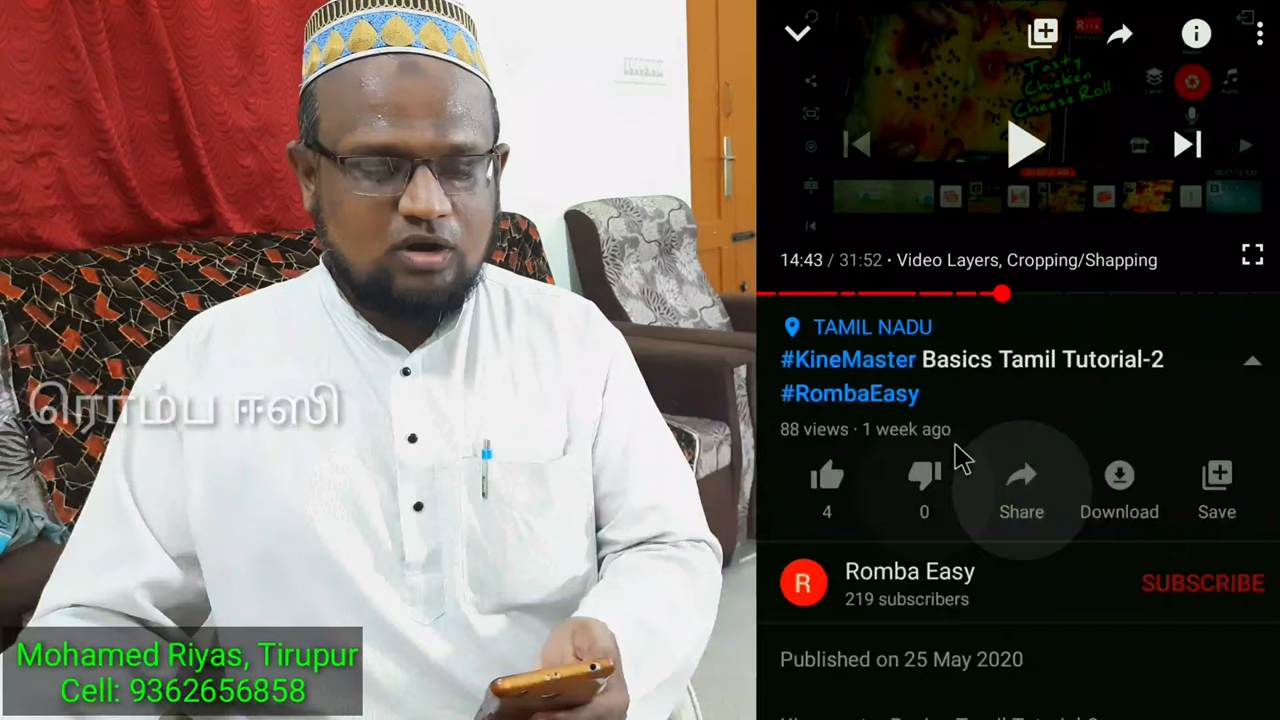 ரொம்ப ஈஸி
Mohamed Riyas, Tirupur
Cell: 9362656858
Tasty
Chicken
Cheese Roll
14:43 / 31:52 · Video Layers, Cropping/Shapping
TAMIL NADU
#KineMaster Basics Tamil Tutorial-2
#RombaEasy
88 views · 1 week ago
4
0
Share
Download
Save
R
Romba Easy
219 subscribers
SUBSCRIBE
Published on 25 May 2020